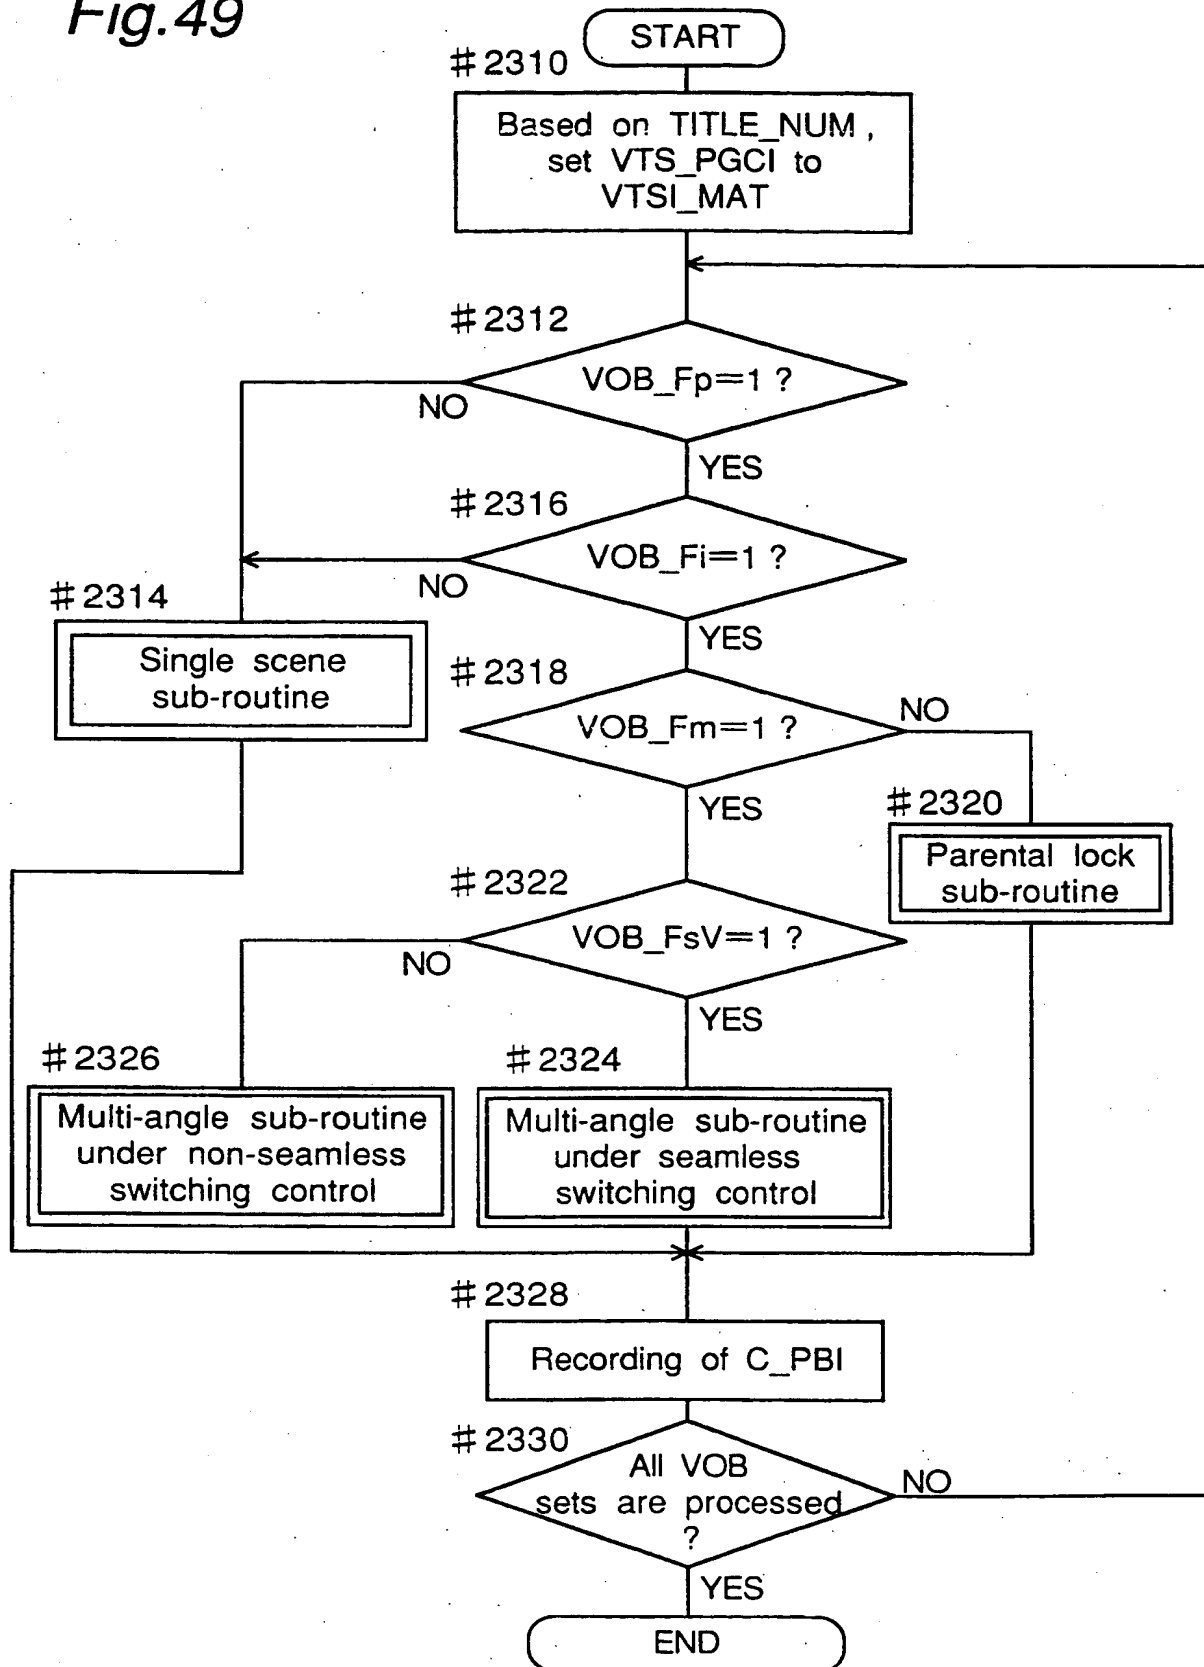 Fig.49
START
#2310
Based on TITLE_NUM,
set VTS_PGCI to
VTSI_MAT
#2312
VOB_Fp=1 ?
NO
YES
#2316
VOB_Fi=1 ?
NO
YES
#2314
Single scene
sub-routine
#2318
VOB_Fm=1 ?
NO
YES
#2320
Parental lock
sub-routine
#2322
VOB_FsV=1 ?
NO
YES
#2326
Multi-angle sub-routine
under non-seamless
switching control
#2324
Multi-angle sub-routine
under seamless
switching control
#2328
Recording of C_PBI
#2330
All VOB
sets are processed
?
NO
YES
END